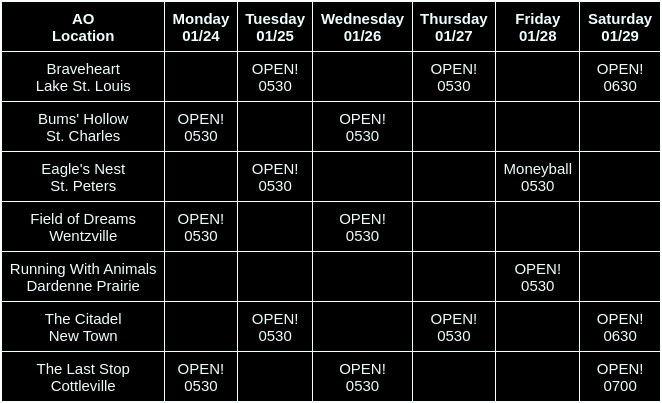 AO
Location
Monday
01/24
Tuesday
01/25
Wednesday
01/26
Thursday
01/27
Friday
01/28
Saturday
01/29
Braveheart
Lake St. Louis
OPEN!
0530
OPEN!
0530
OPEN!
0630
Bums' Hollow
St. Charles
OPEN!
0530
OPEN!
0530
Eagle's Nest
St. Peters
OPEN!
0530
Moneyball
0530
Field of Dreams
Wentzville
OPEN!
0530
OPEN!
0530
Running With Animals
Dardenne Prairie
OPEN!
0530
The Citadel
New Town
OPEN!
0530
OPEN!
0530
OPEN!
0630
The Last Stop
Cottleville
OPEN!
0530
OPEN!
0530
OPEN!
0700